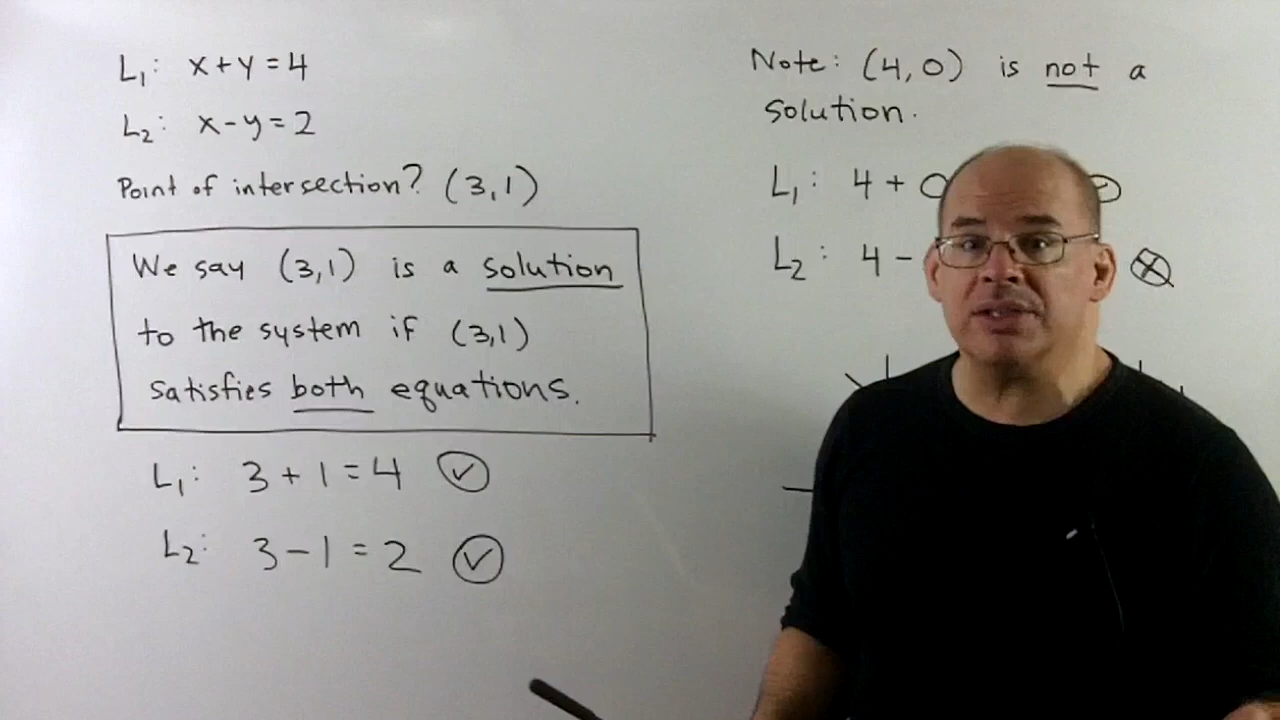 L₁: x+y=4
L₂: x-y=2
Point of intersection? (3,1)
We say (3,1) is a solution
to the system if (3,1)
satisfies both equations.
L₁: 3+1=4 ✓
L₂: 3-1=2 ✓
Note: (4,0) is not a
solution.
L₁: 4+0
L₂: 4-